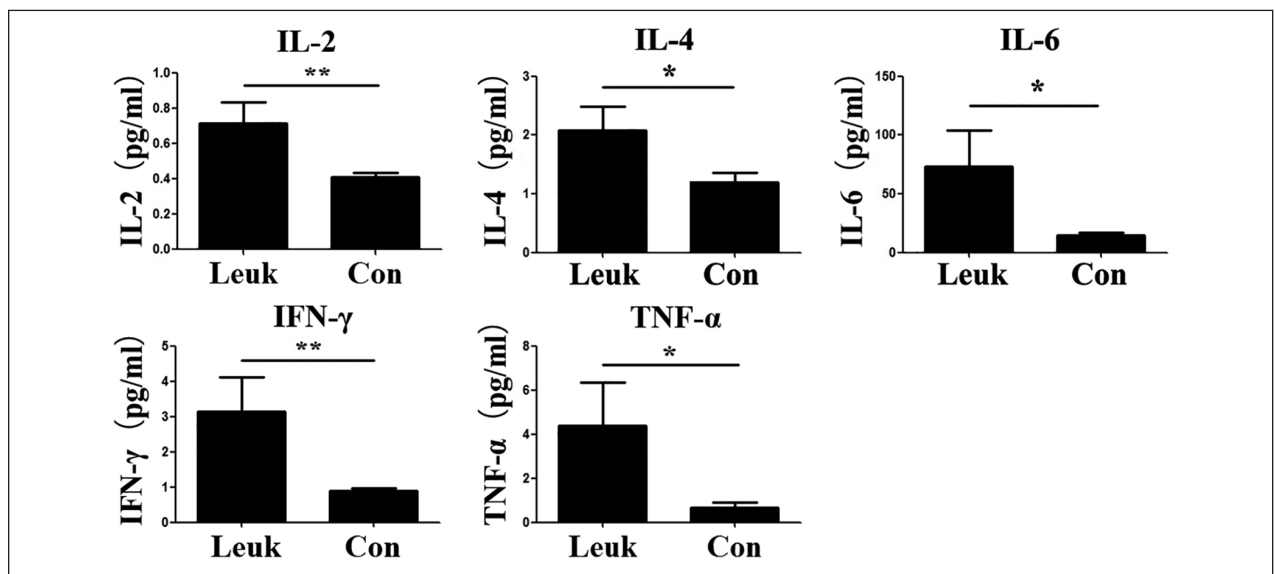 IL-2
**
IL-2 (pg/ml)
1.0
0.8
0.6
0.4
0.2
0.0
Leuk Con
IL-4
*
IL-4 (pg/ml)
3
2
1
0
Leuk Con
IL-6
*
IL-6 (pg/ml)
150
100
50
0
Leuk Con
IFN-γ
**
IFN-γ (pg/ml)
5
4
3
2
1
0
Leuk Con
TNF-α
*
TNF-α (pg/ml)
8
6
4
2
0
Leuk Con